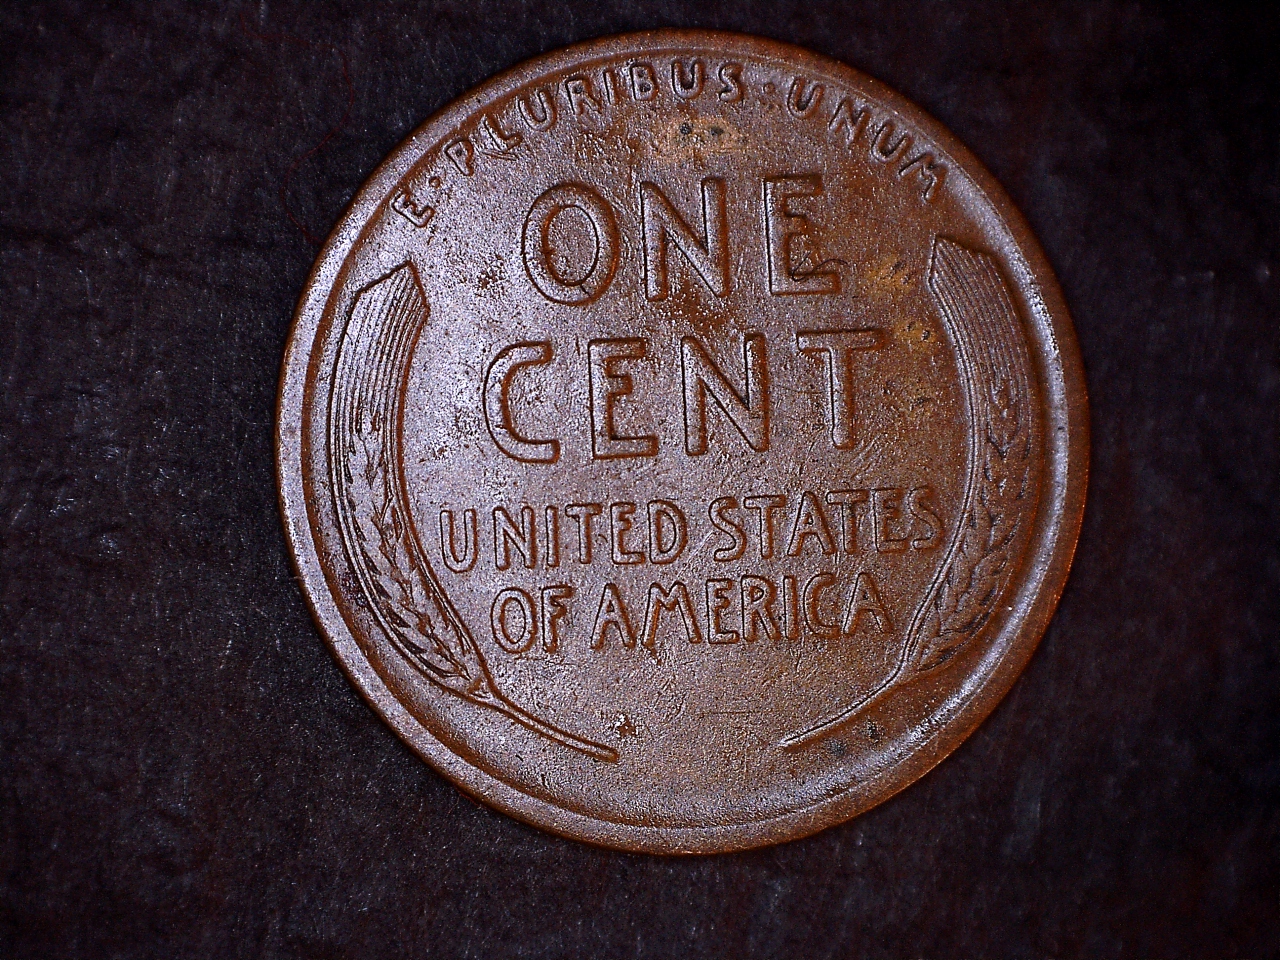 E·PLURIBUS·UNUM
ONE
CENT
UNITED STATES
OF AMERICA